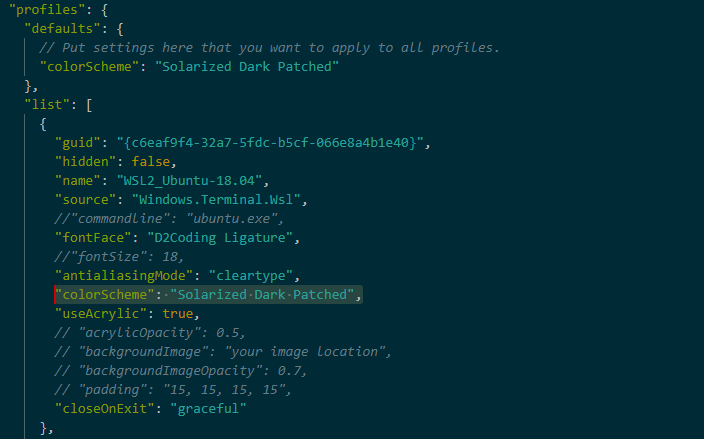 "profiles": {
"defaults": {
// Put settings here that you want to apply to all profiles.
"colorScheme": "Solarized Dark Patched"
},
"list": [
{
"guid": "{c6eaf9f4-32a7-5fdc-b5cf-066e8a4b1e40}",
"hidden": false,
"name": "WSL2_Ubuntu-18.04",
"source": "Windows.Terminal.Wsl",
//"commandline": "ubuntu.exe",
"fontFace": "D2Coding Ligature",
//"fontSize": 18,
"antialiasingMode": "cleartype",
"colorScheme": "Solarized Dark Patched",
"useAcrylic": true,
// "acrylicOpacity": 0.5,
// "backgroundImage": "your image location",
// "backgroundImageOpacity": 0.7,
// "padding": "15, 15, 15, 15",
"closeOnExit": "graceful"
},